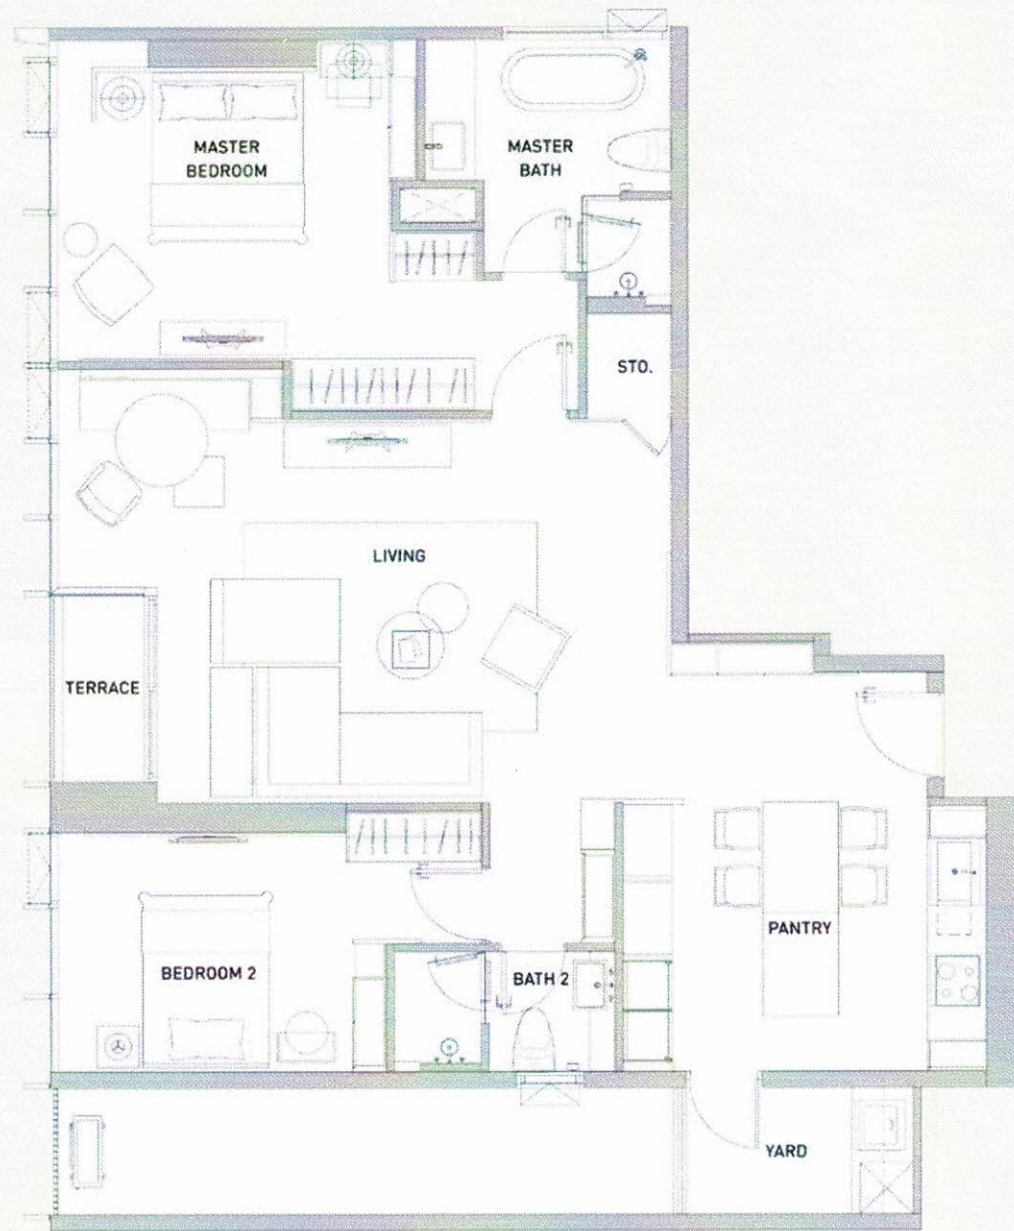 MASTER
BEDROOM
MASTER
BATH
STO.
LIVING
TERRACE
PANTRY
BEDROOM 2
BATH 2
YARD